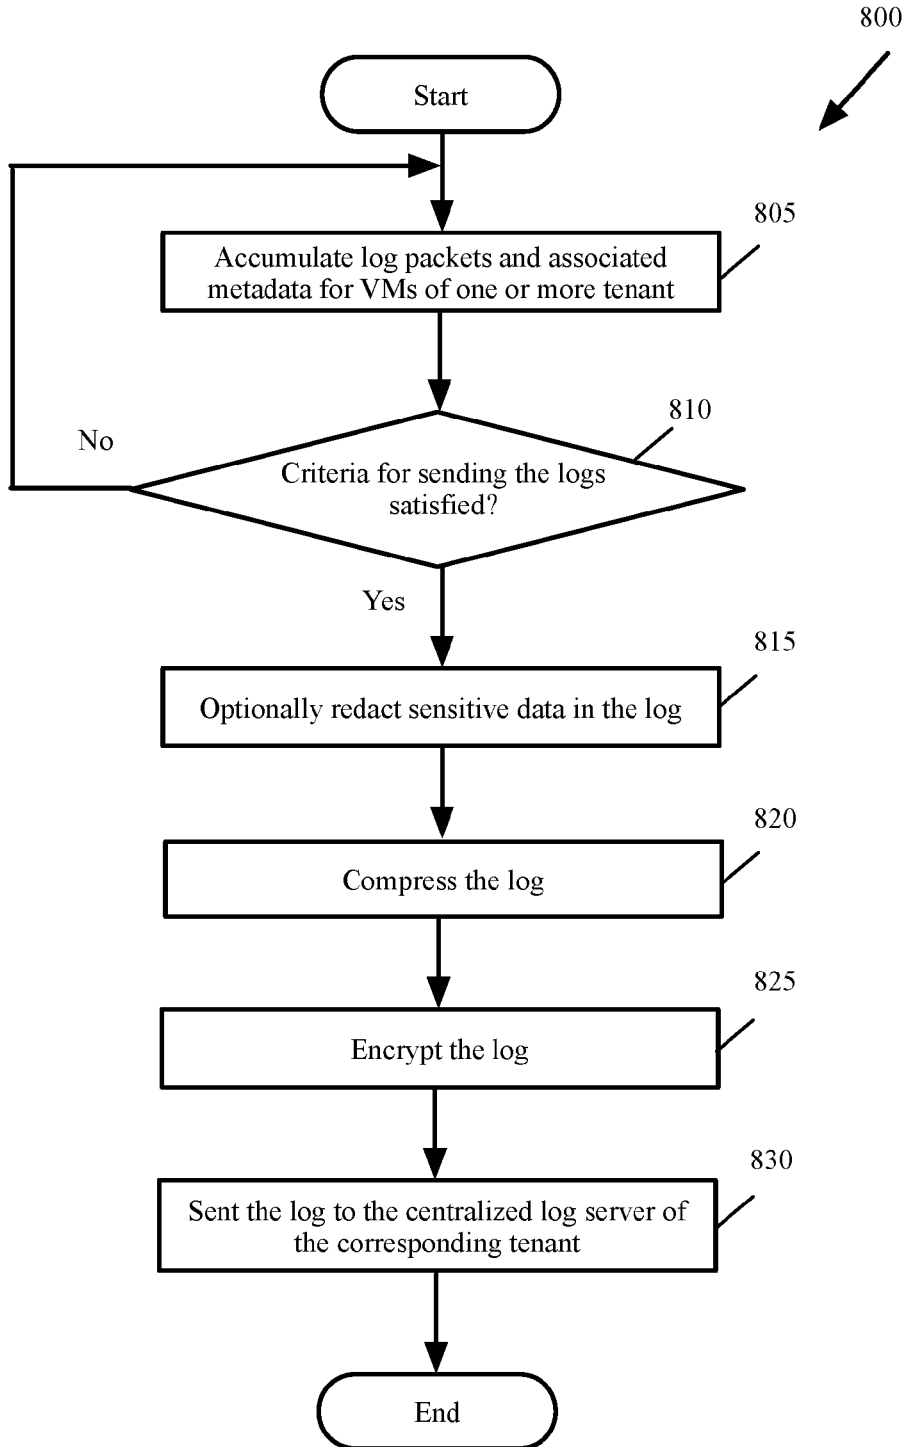 800
Start
805
Accumulate log packets and associated
metadata for VMs of one or more tenant
810
No
Criteria for sending the logs
satisfied?
Yes
815
Optionally redact sensitive data in the log
820
Compress the log
825
Encrypt the log
830
Sent the log to the centralized log server of
the corresponding tenant
End